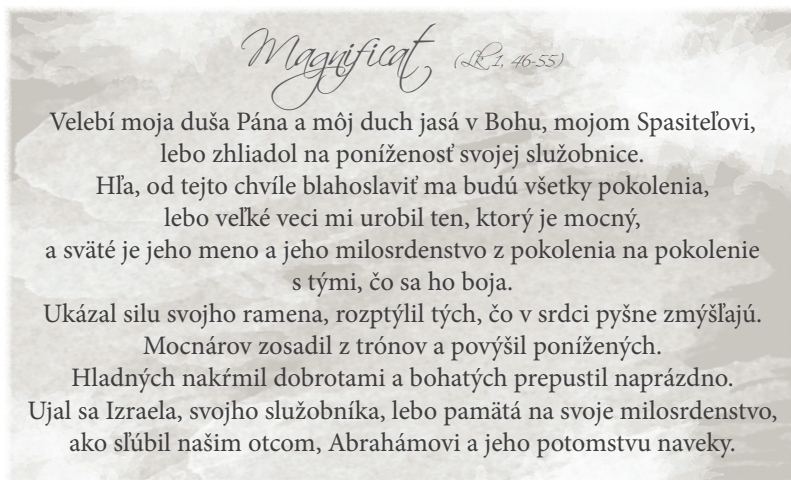 Magnificat (Lk 1, 46-55)
Velebí moja duša Pána a môj duch jasá v Bohu, mojom Spasiteľovi,
lebo zhliadol na poníženosť svojej služobnice.
Hľa, od tejto chvíle blahoslaviť ma budú všetky pokolenia,
lebo veľké veci mi urobil ten, ktorý je mocný,
a sväté je jeho meno a jeho milosrdenstvo z pokolenia na pokolenie
s tými, čo sa ho boja.
Ukázal silu svojho ramena, rozptýlil tých, čo v srdci pyšne zmýšľajú.
Mocnárov zosadil z trónov a povýšil ponížených.
Hladných nakŕmil dobrotami a bohatých prepustil naprázdno.
Ujal sa Izraela, svojho služobníka, lebo pamätá na svoje milosrdenstvo,
ako sľúbil našim otcom, Abrahámovi a jeho potomstvu naveky.